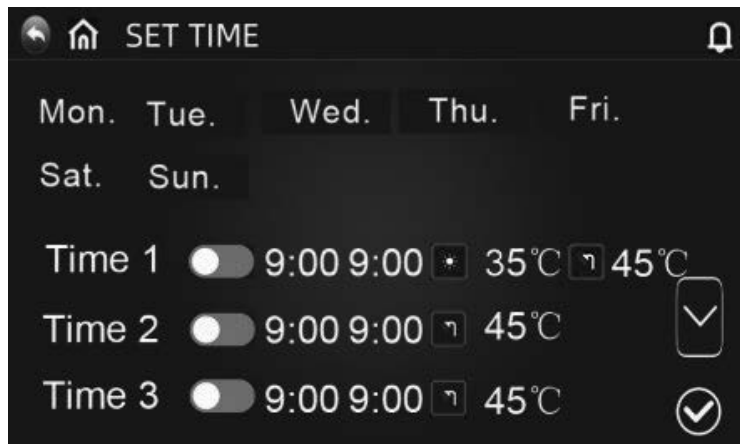 SET TIME
Mon. Tue. Wed. Thu. Fri.
Sat. Sun.
Time 1 9:00 9:00 35℃ 45℃
Time 2 9:00 9:00 45℃
Time 3 9:00 9:00 45℃